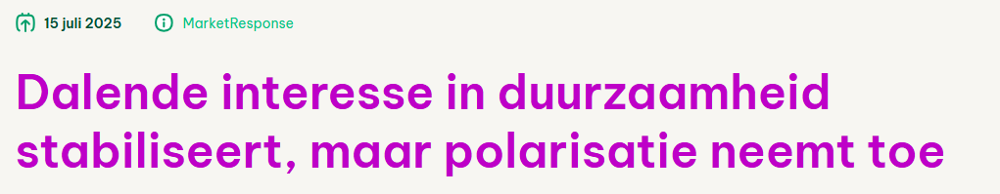 15 juli 2025 MarketResponse
Dalende interesse in duurzaamheid
stabiliseert, maar polarisatie neemt toe